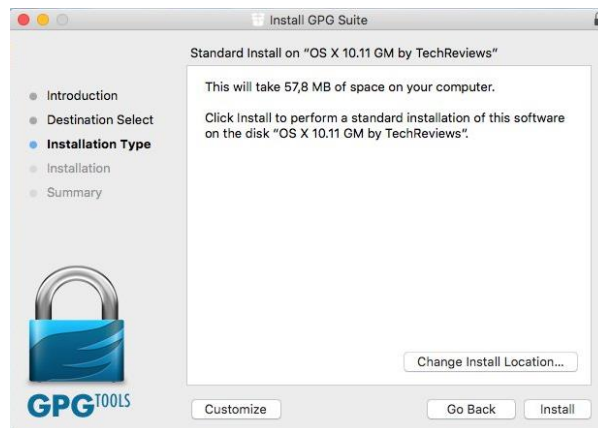 Install GPG Suite
Standard Install on "OS X 10.11 GM by TechReviews"
Introduction
Destination Select
Installation Type
Installation
Summary
This will take 57,8 MB of space on your computer.
Click Install to perform a standard installation of this software
on the disk "OS X 10.11 GM by TechReviews".
Change Install Location...
GPGTOOLS
Customize
Go Back
Install